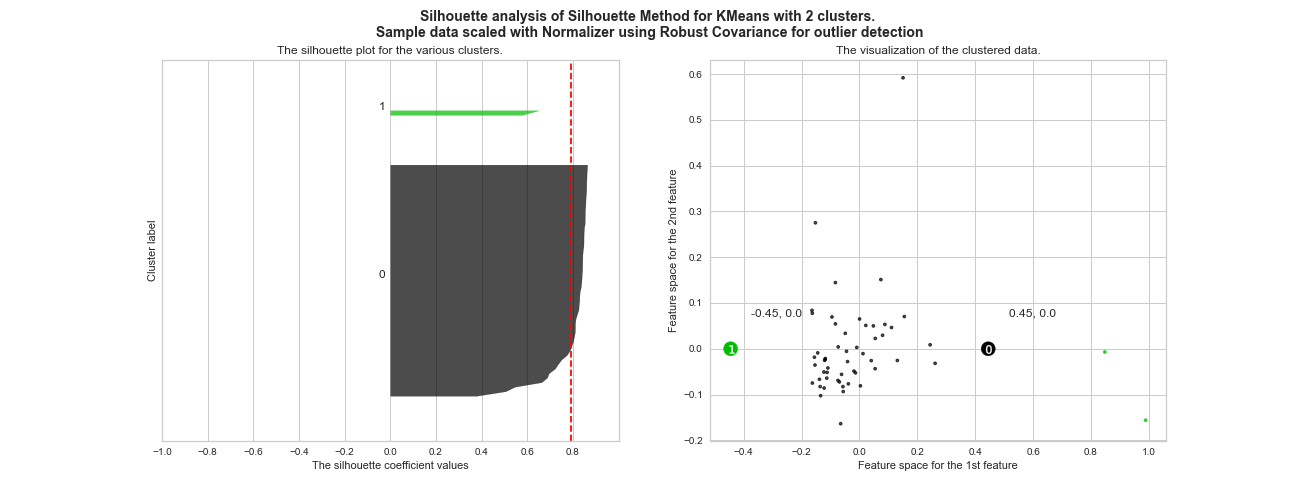 Silhouette analysis of Silhouette Method for KMeans with 2 clusters.
Sample data scaled with Normalizer using Robust Covariance for outlier detection
The silhouette plot for the various clusters.
1
0
Cluster label
−1.0 −0.8 −0.6 −0.4 −0.2 0.0 0.2 0.4 0.6 0.8
The silhouette coefficient values
The visualization of the clustered data.
0.6
0.5
0.4
0.3
0.2
0.1
0.0
−0.1
−0.2
Feature space for the 2nd feature
-0.45, 0.0 0.45, 0.0
1 0
−0.4 −0.2 0.0 0.2 0.4 0.6 0.8 1.0
Feature space for the 1st feature